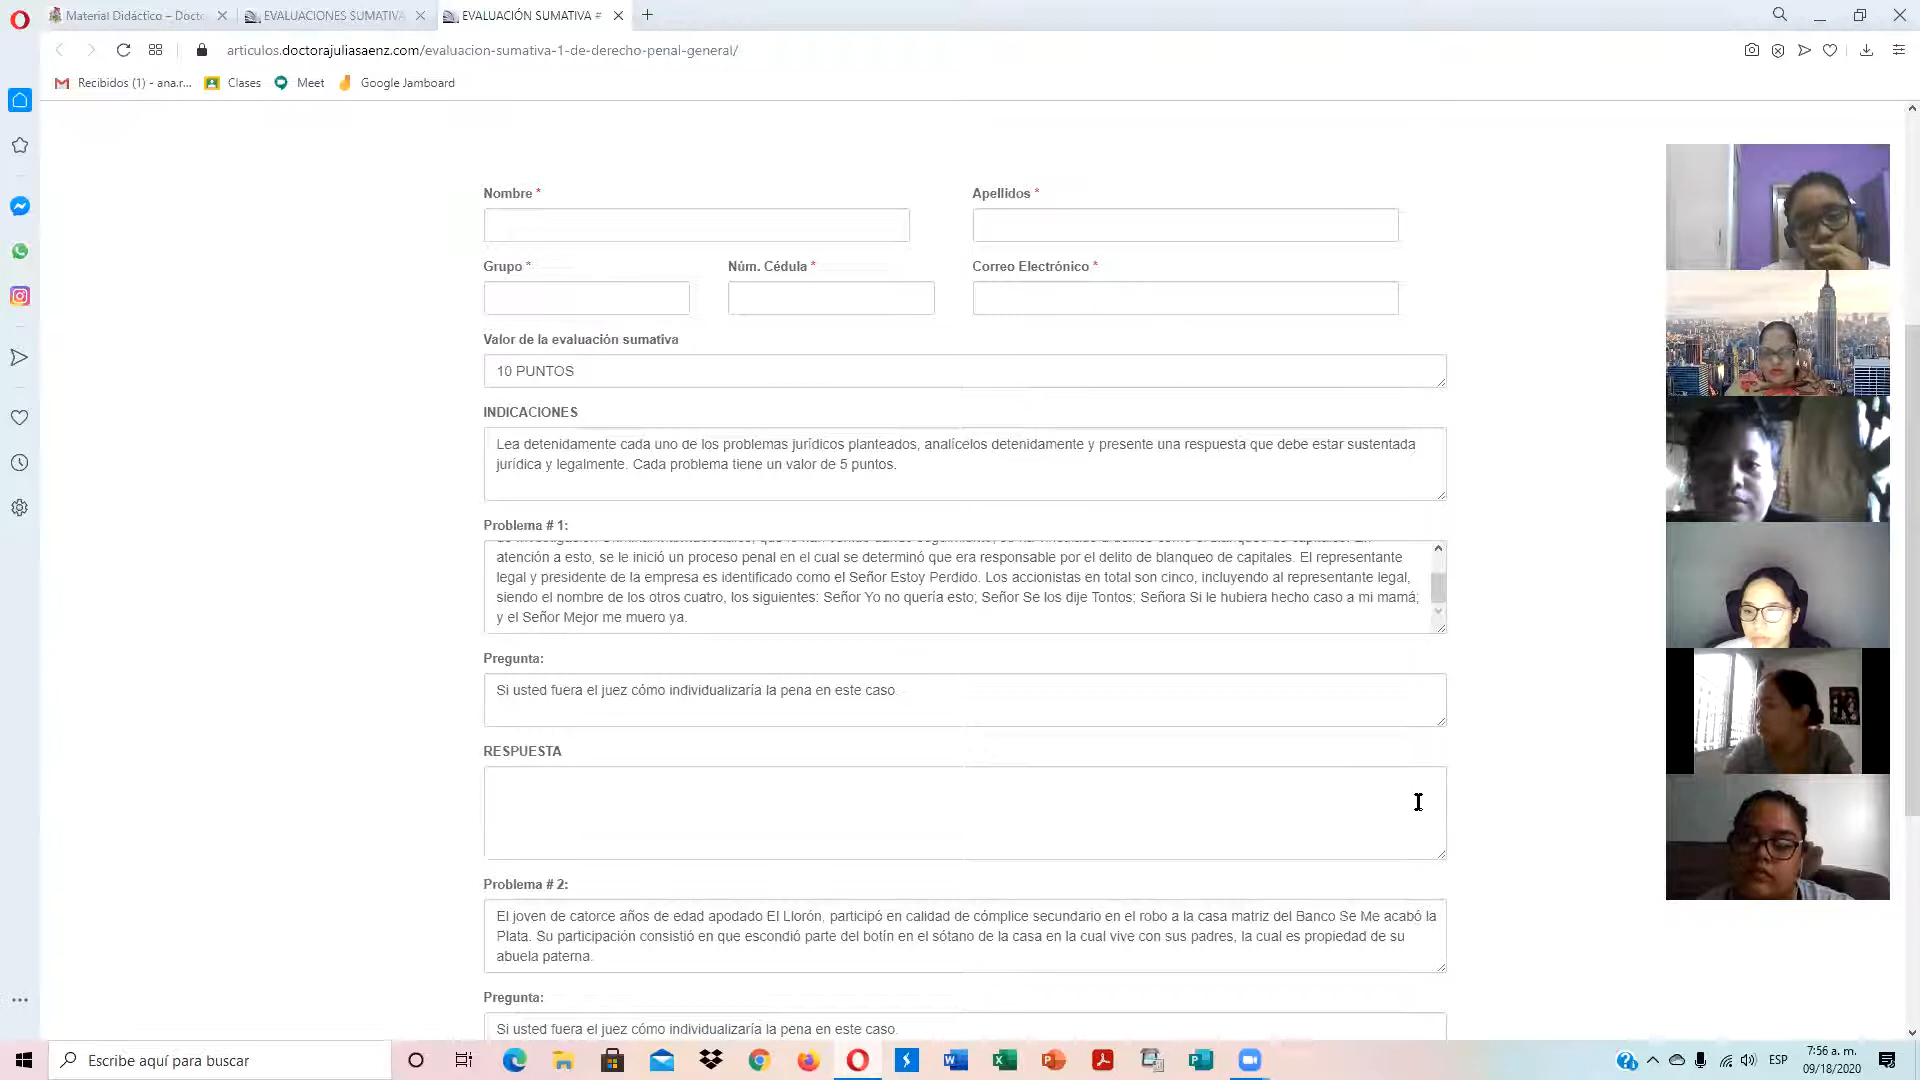 Material Didáctico – Docto
EVALUACIONES SUMATIVA
EVALUACIÓN SUMATIVA #
articulos.doctorajuliasaenz.com/evaluacion-sumativa-1-de-derecho-penal-general/
Recibidos (1) - ana.r...
Clases
Meet
Google Jamboard
Nombre *
Apellidos *
Grupo *
Núm. Cédula *
Correo Electrónico *
Valor de la evaluación sumativa
10 PUNTOS
INDICACIONES
Lea detenidamente cada uno de los problemas jurídicos planteados, analícelos detenidamente y presente una respuesta que debe estar sustentada
jurídica y legalmente. Cada problema tiene un valor de 5 puntos.
Problema # 1:
atención a esto, se le inició un proceso penal en el cual se determinó que era responsable por el delito de blanqueo de capitales. El representante
legal y presidente de la empresa es identificado como el Señor Estoy Perdido. Los accionistas en total son cinco, incluyendo al representante legal,
siendo el nombre de los otros cuatro, los siguientes: Señor Yo no quería esto; Señor Se los dije Tontos; Señora Si le hubiera hecho caso a mi mamá;
y el Señor Mejor me muero ya.
Pregunta:
Si usted fuera el juez cómo individualizaría la pena en este caso.
RESPUESTA
Problema # 2:
El joven de catorce años de edad apodado El Llorón, participó en calidad de cómplice secundario en el robo a la casa matriz del Banco Se Me acabó la
Plata. Su participación consistió en que escondió parte del botín en el sótano de la casa en la cual vive con sus padres, la cual es propiedad de su
abuela paterna.
Pregunta:
Si usted fuera el juez cómo individualizaría la pena en este caso.
Escribe aquí para buscar
ESP
7:56 a. m.
09/18/2020